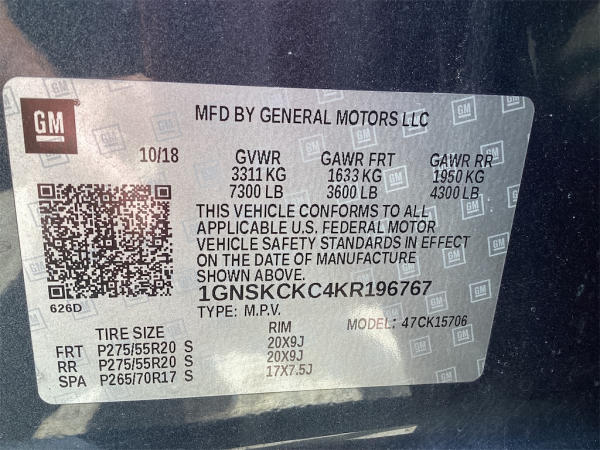 GM
MFD BY GENERAL MOTORS LLC
10/18 GVWR GAWR FRT GAWR RR
3311 KG 1633 KG 1950 KG
7300 LB 3600 LB 4300 LB
THIS VEHICLE CONFORMS TO ALL
APPLICABLE U.S. FEDERAL MOTOR
VEHICLE SAFETY STANDARDS IN EFFECT
ON THE DATE OF MANUFACTURE
SHOWN ABOVE.
626D
1GNSKCKC4KR196767
TYPE: M.P.V. MODEL: 47CK15706
TIRE SIZE RIM
FRT P275/55R20 S 20X9J
RR P275/55R20 S 20X9J
SPA P265/70R17 S 17X7.5J